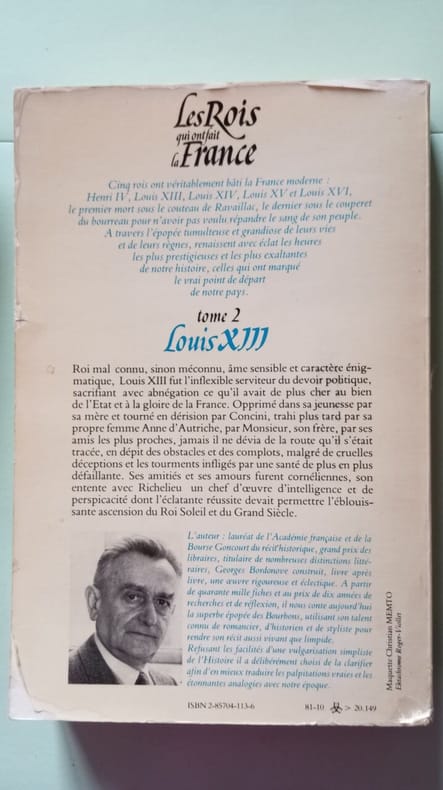 Les Rois
qui ont fait
la France
Cinq rois ont véritablement bâti la France moderne :
Henri IV, Louis XIII, Louis XIV, Louis XV et Louis XVI,
le premier mort sous le couteau de Ravaillac, le dernier sous le couperet
du bourreau pour n'avoir pas voulu répandre le sang de son peuple.
A travers l'épopée tumulteuse et grandiose de leurs vies
et de leurs règnes, renaissent avec éclat les heures
les plus prestigieuses et les plus exaltantes
de notre histoire, celles qui ont marqué
le vrai point de départ
de notre pays.
tome 2
Louis XIII
Roi mal connu, sinon méconnu, âme sensible et caractère énig-
matique, Louis XIII fut l'inflexible serviteur du devoir politique,
sacrifiant avec abnégation ce qu'il avait de plus cher au bien
de l'Etat et à la gloire de la France. Opprimé dans sa jeunesse par
sa mère et tourné en dérision par Concini, trahi plus tard par sa
propre femme Anne d'Autriche, par Monsieur, son frère, par ses
amis les plus proches, jamais il ne dévia de la route qu'il s'était
tracée, en dépit des obstacles et des complots, malgré de cruelles
déceptions et les tourments infligés par une santé de plus en plus
défaillante. Ses amitiés et ses amours furent cornéliennes, son
entente avec Richelieu un chef d'œuvre d'intelligence et de
perspicacité dont l'éclatante réussite devait permettre l'éblouis-
sante ascension du Roi Soleil et du Grand Siècle.
L'auteur : lauréat de l'Académie française et de la
Bourse Goncourt du récit historique, grand prix des
libraires, titulaire de nombreuses distinctions litté-
raires, Georges Bordonove construit, livre après
livre, une œuvre rigoureuse et éclectique. A partir
de quarante mille fiches et au prix de dix années de
recherches et de réflexion, il nous conte aujourd'hui
la superbe épopée des Bourbons, utilisant son talent
connu de romancier, d'historien et de styliste pour
rendre son récit aussi vivant que limpide.
Refusant les facilités d'une vulgarisation simpliste
de l'Histoire il a délibérément choisi de la clarifier
afin d'en mieux traduire les palpitations vraies et les
étonnantes analogies avec notre époque.
Maquette Christian MEMTO
Ektachrome Roger-Viollet
ISBN 2-85704-113-6 81-10 > 20.149